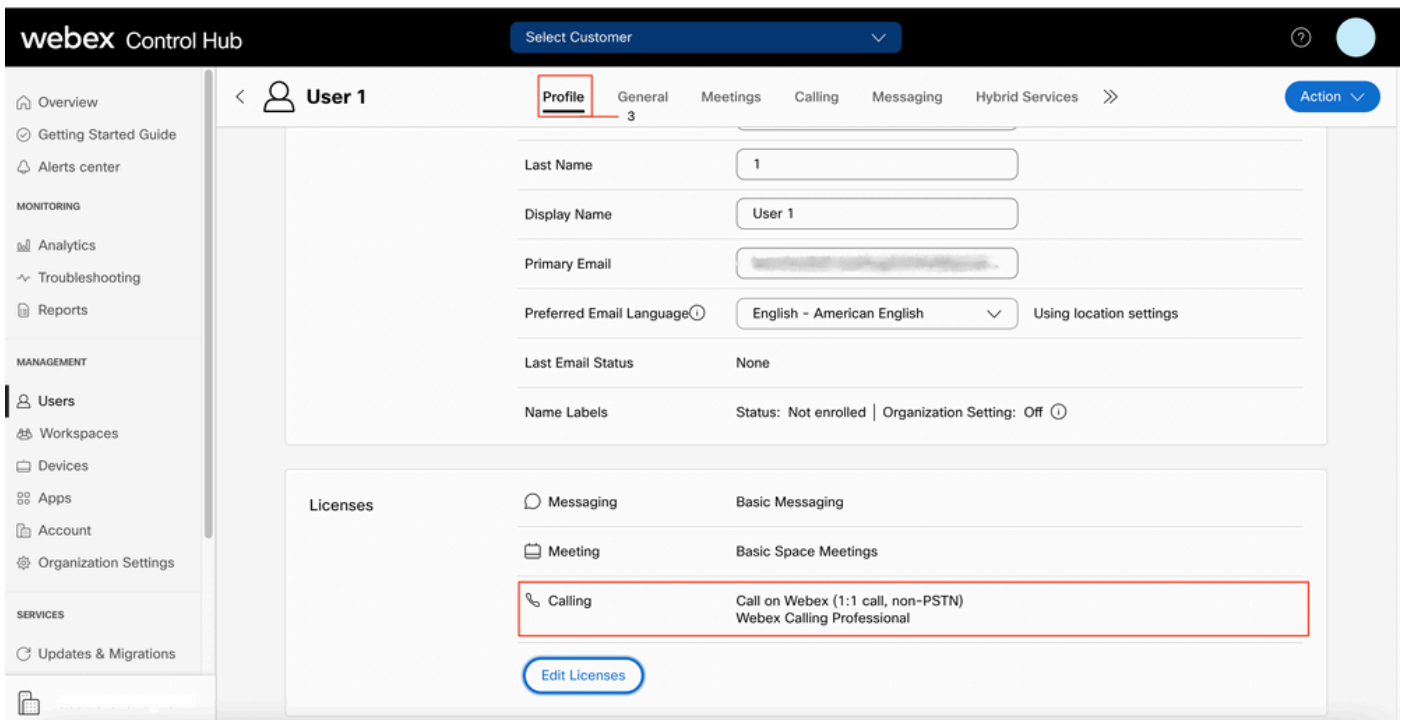 webex Control Hub
Select Customer
Overview
Getting Started Guide
Alerts center
MONITORING
Analytics
Troubleshooting
Reports
MANAGEMENT
Users
Workspaces
Devices
Apps
Account
Organization Settings
SERVICES
Updates & Migrations
User 1
Profile General Meetings Calling Messaging Hybrid Services
Action
3
Last Name 1
Display Name User 1
Primary Email
Preferred Email Language English - American English Using location settings
Last Email Status None
Name Labels Status: Not enrolled | Organization Setting: Off
Licenses
Messaging Basic Messaging
Meeting Basic Space Meetings
Calling Call on Webex (1:1 call, non-PSTN)
Webex Calling Professional
Edit Licenses